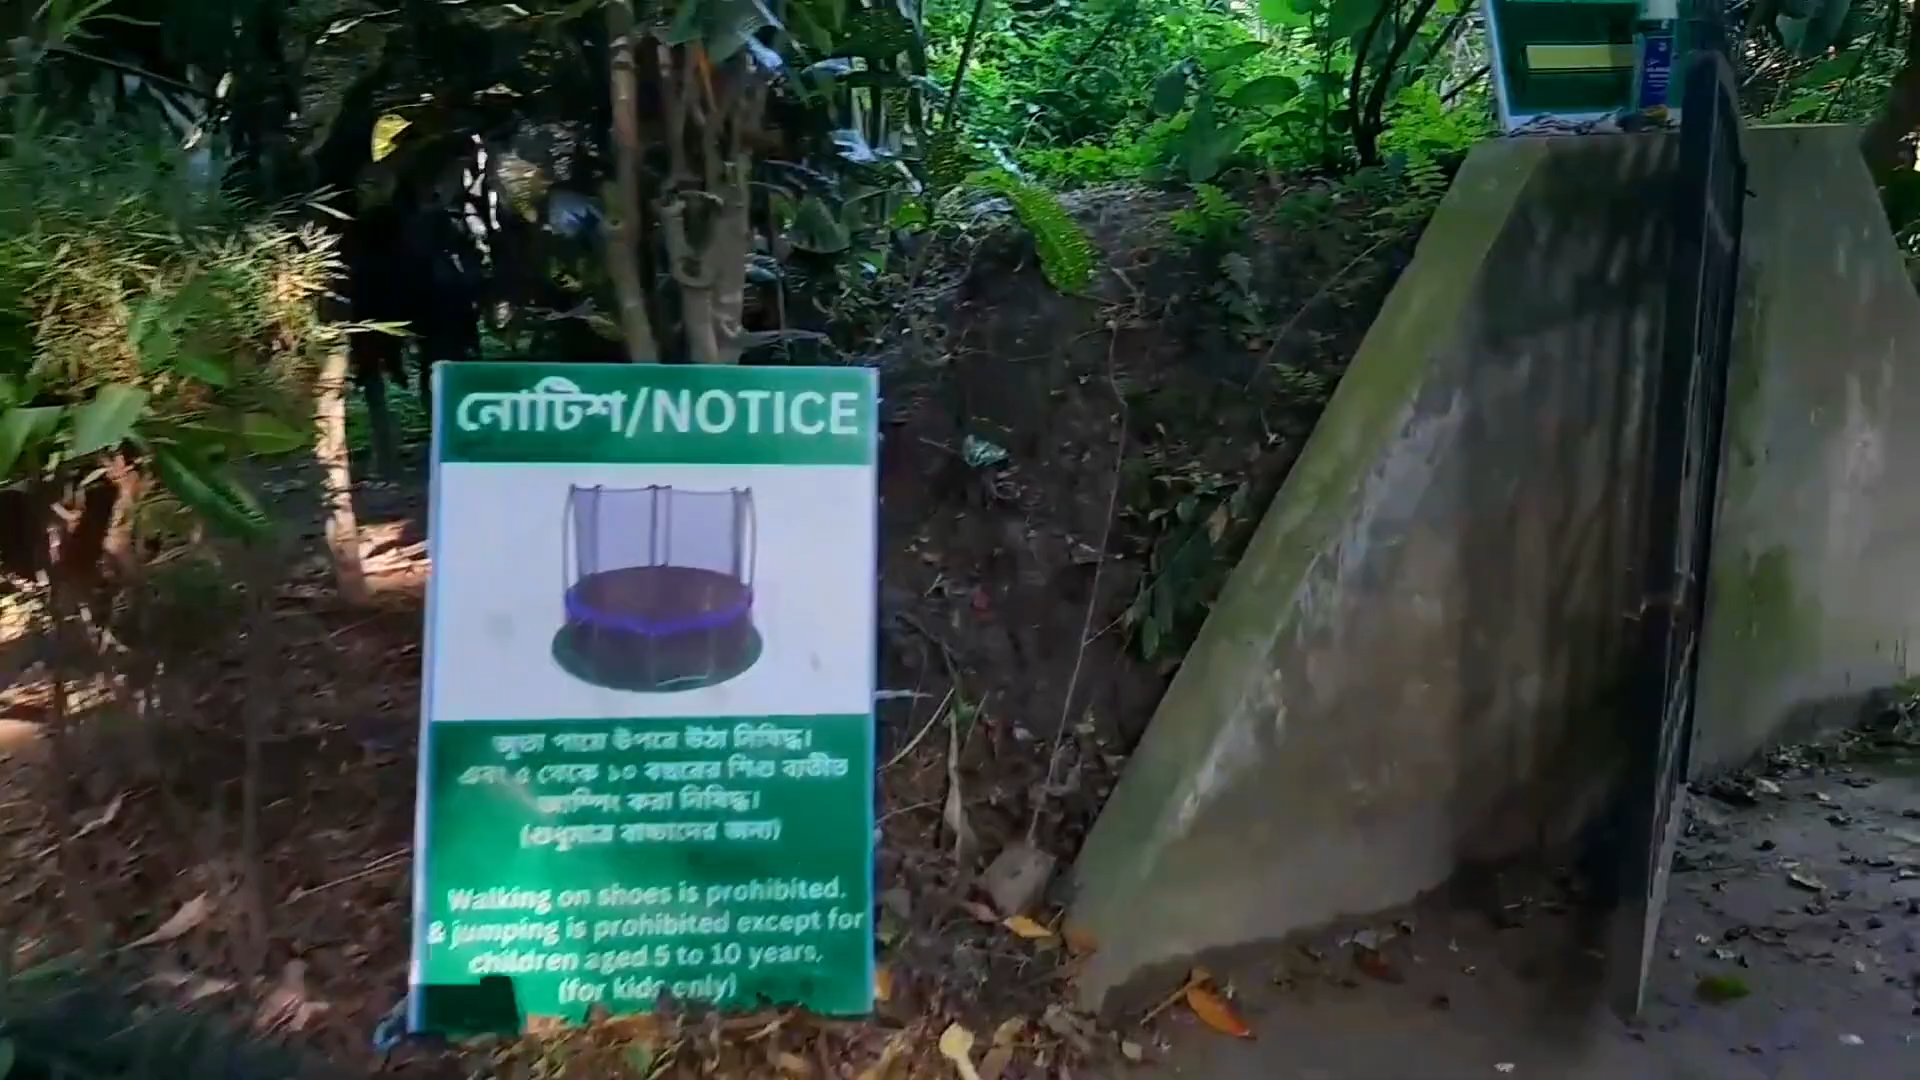 নোটিশ/NOTICE
জুতা পায়ে উপরে উঠা নিষিদ্ধ।
এবং ৫ থেকে ১০ বছরের শিশু ব্যতীত
জাম্পিং করা নিষিদ্ধ।
(শুধুমাত্র বাচ্চাদের জন্য)
Walking on shoes is prohibited.
& jumping is prohibited except for
children aged 5 to 10 years.
(for kids only)